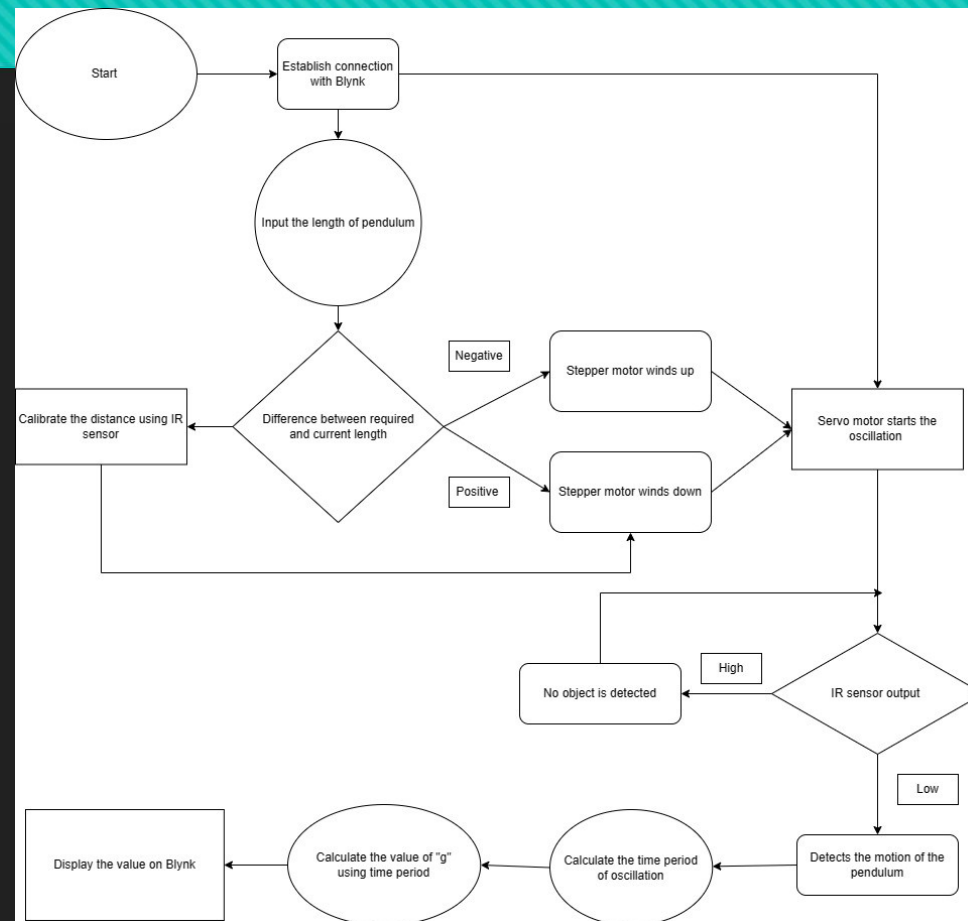 Start
Establish connection
with Blynk
Input the length of pendulum
Negative
Stepper motor winds up
Calibrate the distance using IR
sensor
Difference between required
and current length
Servo motor starts the
oscillation
Positive
Stepper motor winds down
High
No object is detected
IR sensor output
Low
Display the value on Blynk
Calculate the value of "g"
using time period
Calculate the time period
of oscillation
Detects the motion of the
pendulum